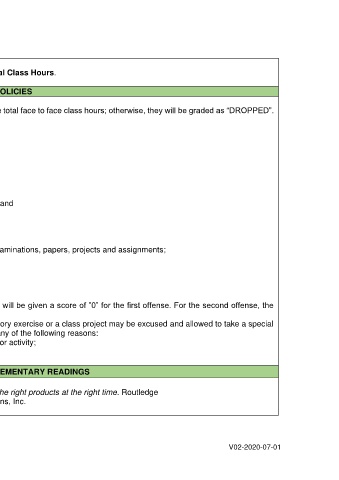 al Class Hours.
OLICIES
e total face to face class hours; otherwise, they will be graded as “DROPPED”.
and
aminations, papers, projects and assignments:
will be given a score of "0" for the first offense. For the second offense, the
ory exercise or a class project may be excused and allowed to take a special
any of the following reasons:
or activity;
EMENTARY READINGS
he right products at the right time. Routledge
ns, Inc.
V02-2020-07-01